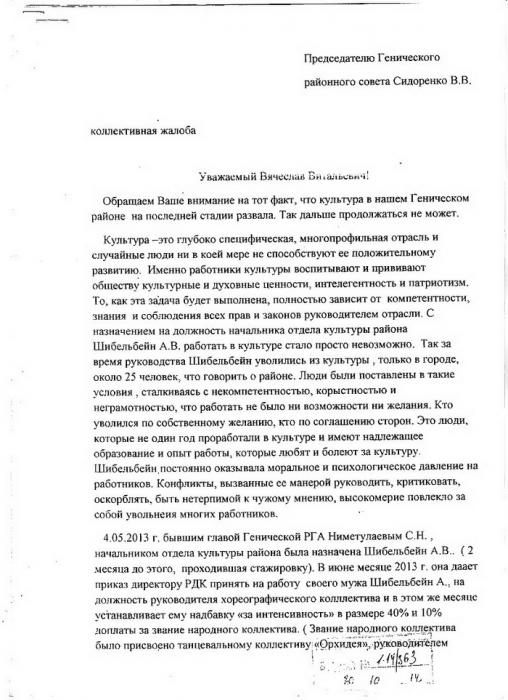 Председателю Генического
районного совета Сидоренко В.В.
коллективная жалоба
Уважаемый Вячеслав Витальевич!
Обращаем Ваше внимание на тот факт, что культура в нашем Геническом
районе на последней стадии развала. Так дальше продолжаться не может.
Культура –это глубоко специфическая, многопрофильная отрасль и
случайные люди ни в коей мере не способствуют ее положительному
развитию. Именно работники культуры воспитывают и прививают
обществу культурные и духовные ценности, интелегентность и патриотизм.
То, как эта задача будет выполнена, полностью зависит от компетентности,
знания и соблюдения всех прав и законов руководителем отрасли. С
назначением на должность начальника отдела культуры района
Шибельбейн А.В. работать в культуре стало просто невозможно. Так за
время руководства Шибельбейн уволились из культуры , только в городе,
около 25 человек, что говорить о районе. Люди были поставлены в такие
условия , сталкиваясь с некомпетентностью, корыстностью и
неграмотностью, что работать не было ни возможности ни желания. Кто
уволился по собственному желанию, кто по соглашению сторон. Это люди,
которые не один год проработали в культуре и имеют надлежащее
образование и опыт работы, которые любят и болеют за культуру.
Шибельбейн постоянно оказывала моральное и психологическое давление на
работников. Конфликты, вызванные ее манерой руководить, критиковать,
оскорблять, быть нетерпимой к чужому мнению, высокомерие повлекло за
собой увольнеия многих работников.
4.05.2013 г. бывшим главой Генической РГА Ниметулаевым С.Н. ,
начальником отдела культуры района была назначена Шибельбейн А.В.. ( 2
месяца до этого, проходившая стажировку). В июне месяце 2013 г. она дает
приказ директору РДК принять на работу своего мужа Шибельбейн А., на
должность руководителя хореографического колллектива и в этом же месяце
устанавливает ему надбавку «за интенсивность» в размере 40% и 10%
доплаты за звание народного коллектива. ( Звание народного коллектива
было присвоено танцевальному коллективу «Орхидея», руководителем
20 10 14